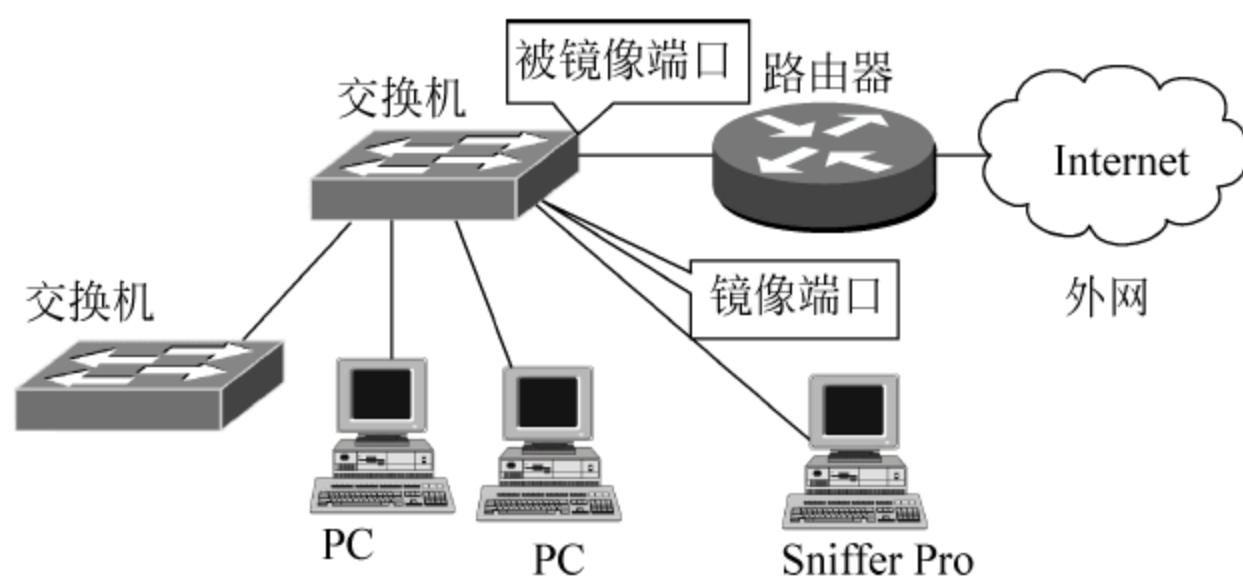 被镜像端口
路由器
交换机
Internet
镜像端口
外网
交换机
PC
PC
Sniffer Pro